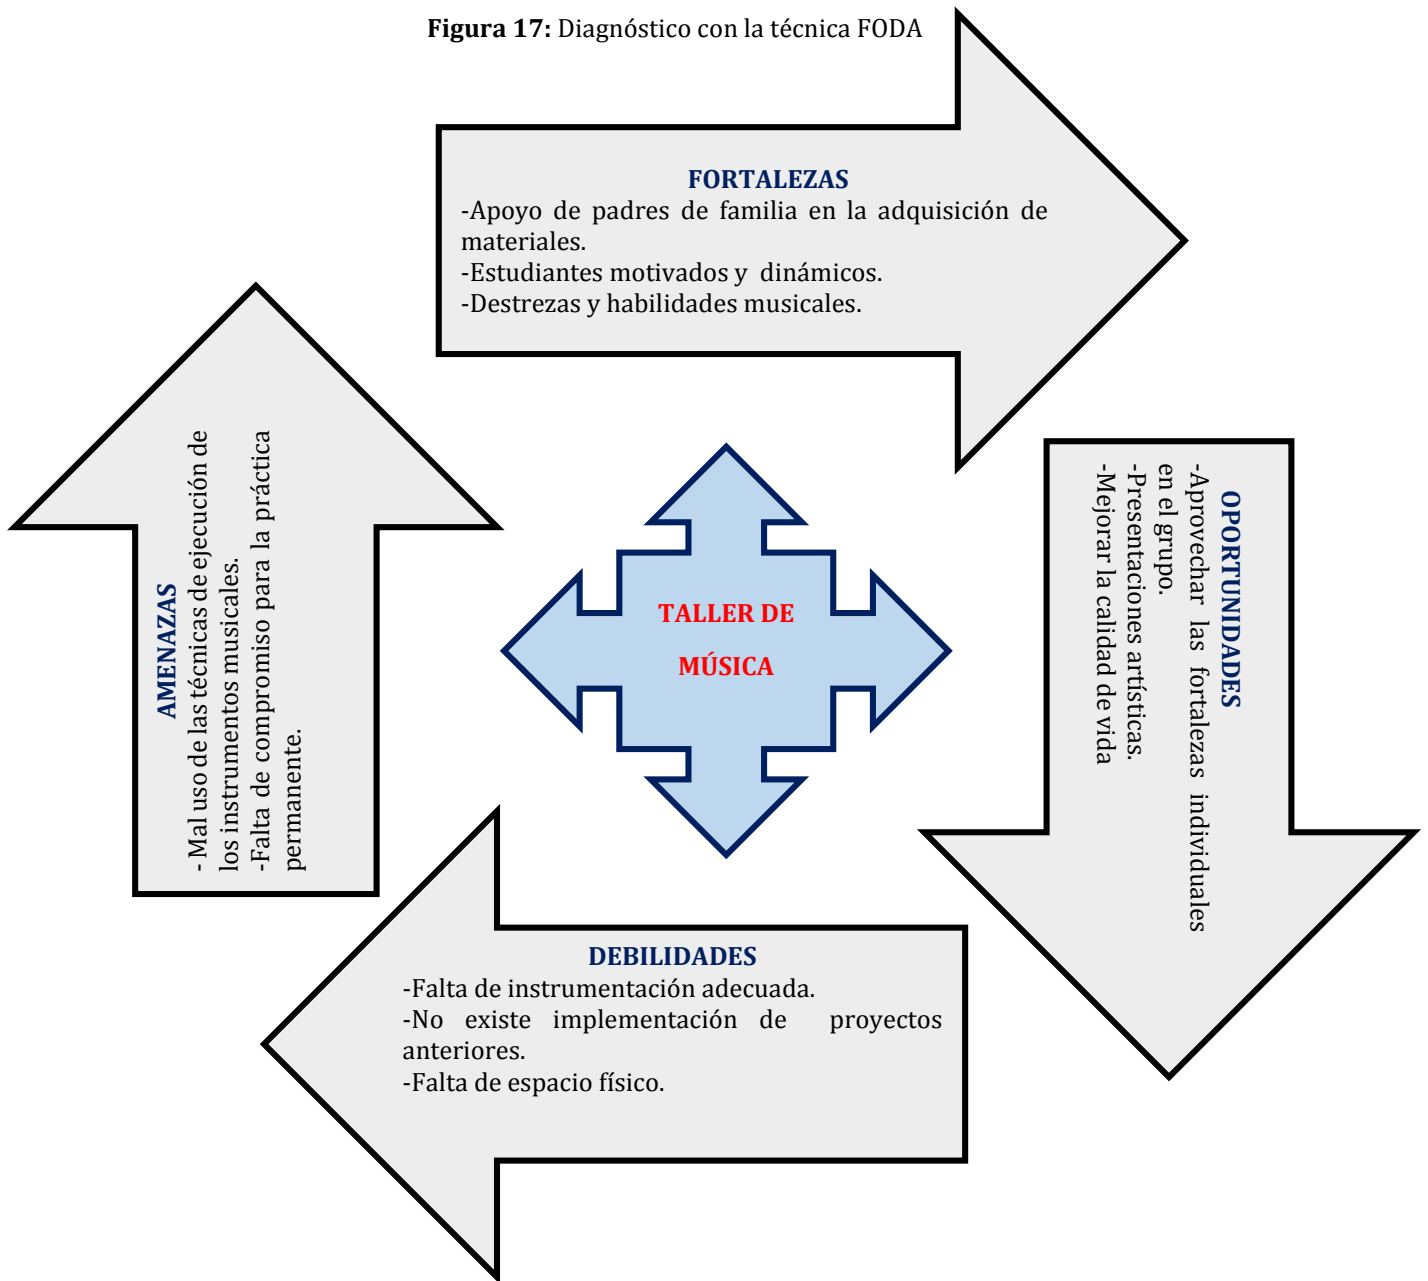 Figura 17: Diagnóstico con la técnica FODA
FORTALEZAS
-Apoyo de padres de familia en la adquisición de
materiales.
-Estudiantes motivados y dinámicos.
-Destrezas y habilidades musicales.
OPORTUNIDADES
-Aprovechar las fortalezas individuales
en el grupo.
-Presentaciones artísticas.
-Mejorar la calidad de vida
TALLER DE
MÚSICA
AMENAZAS
- Mal uso de las técnicas de ejecución de
los instrumentos musicales.
-Falta de compromiso para la práctica
permanente.
DEBILIDADES
-Falta de instrumentación adecuada.
-No existe implementación de proyectos
anteriores.
-Falta de espacio físico.